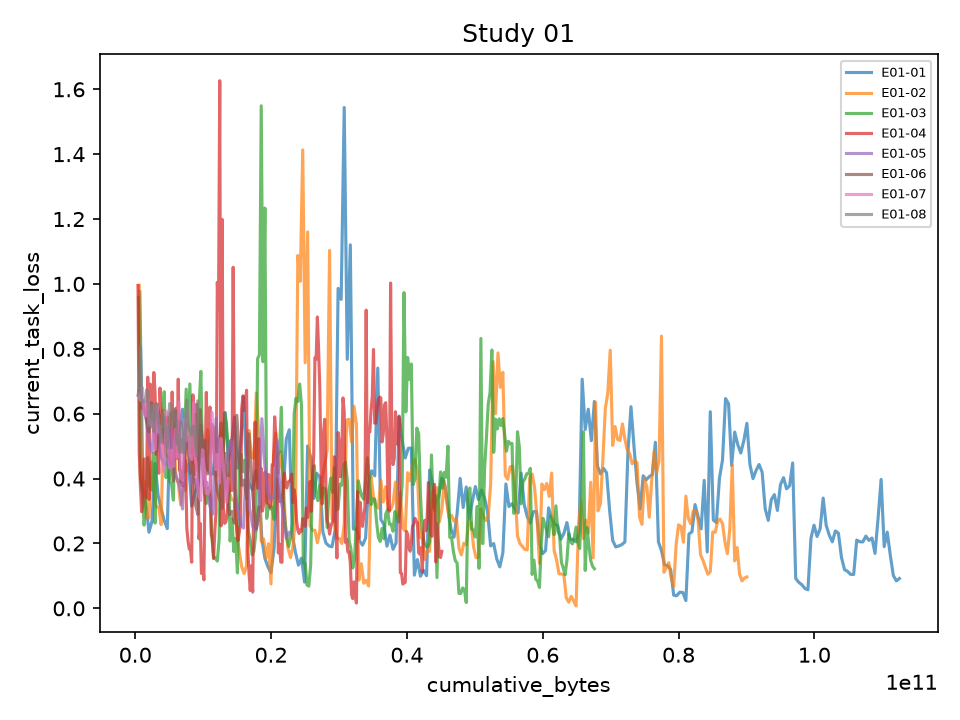 Study 01
current_task_loss
1.6
1.4
1.2
1.0
0.8
0.6
0.4
0.2
0.0
E01-01
E01-02
E01-03
E01-04
E01-05
E01-06
E01-07
E01-08
0.0 0.2 0.4 0.6 0.8 1.0
1e11
cumulative_bytes